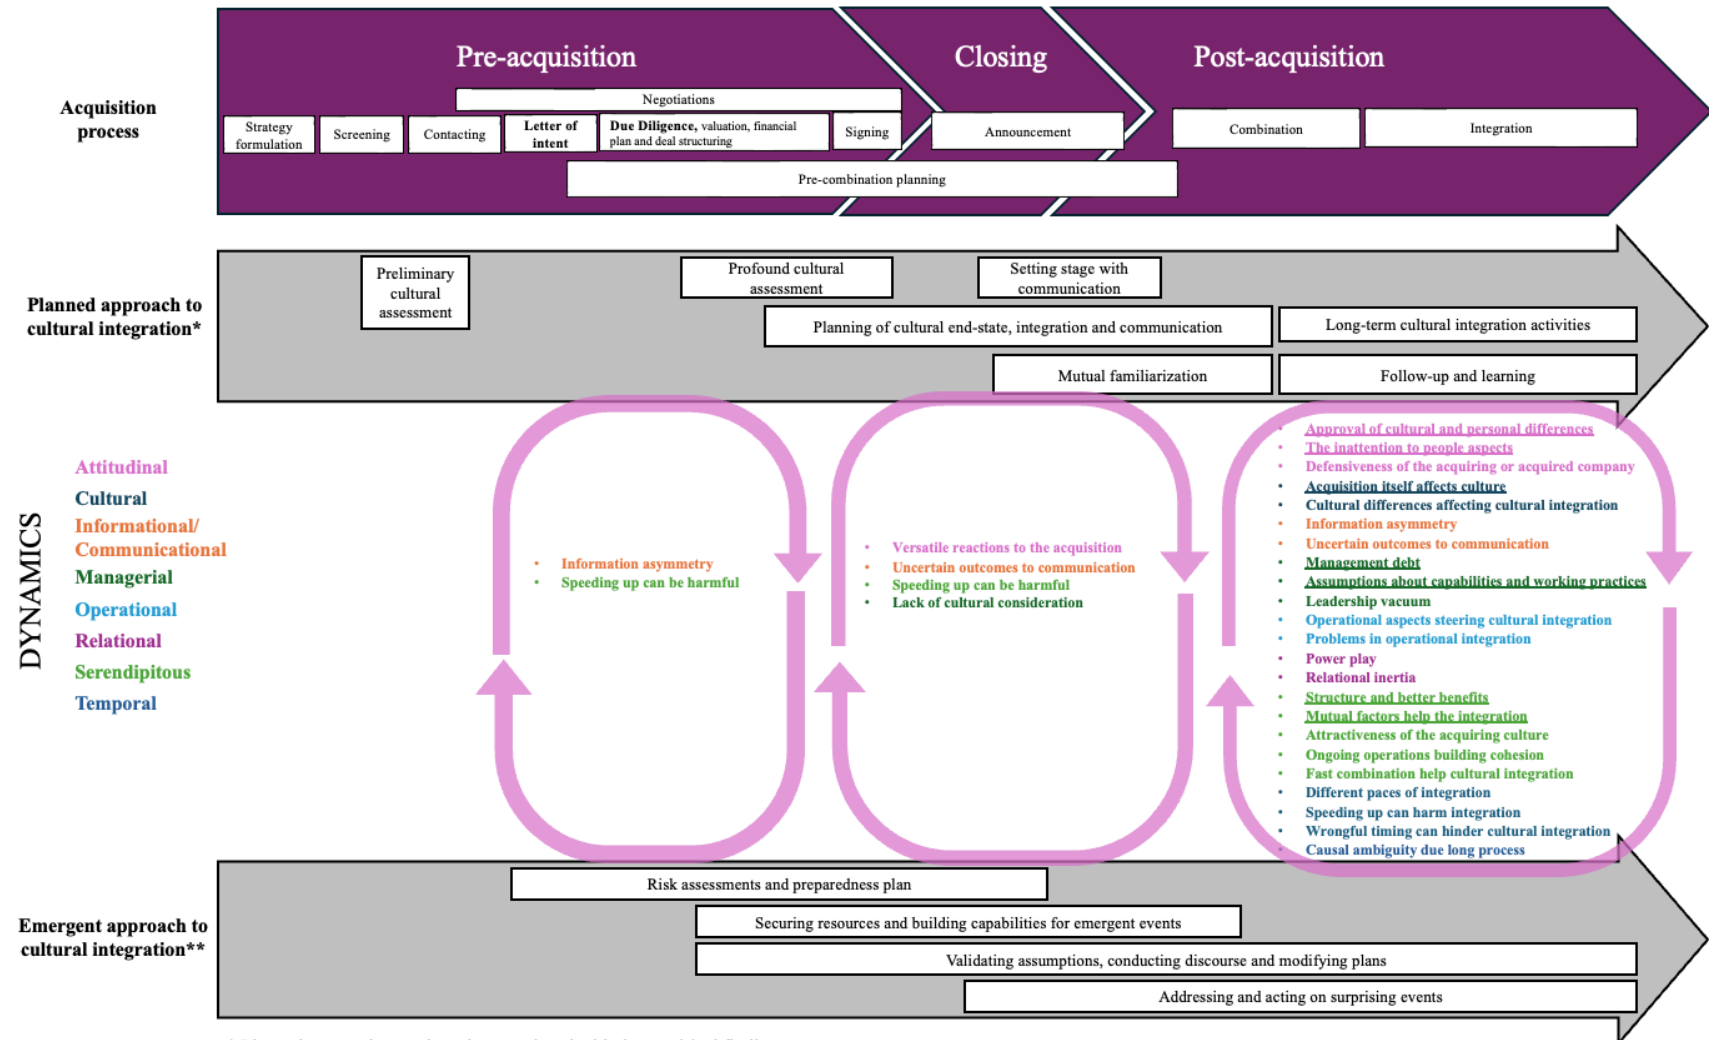 Pre-acquisition
Closing
Post-acquisition
Acquisition
process
Negotiations
Strategy
formulation
Screening
Contacting
Letter of
intent
Due Diligence, valuation, financial
plan and deal structuring
Signing
Announcement
Combination
Integration
Pre-combination planning
Planned approach to
cultural integration*
Preliminary
cultural
assessment
Profound cultural
assessment
Setting stage with
communication
Planning of cultural end-state, integration and communication
Long-term cultural integration activities
Mutual familiarization
Follow-up and learning
DYNAMICS
Attitudinal
Cultural
Informational/
Communicational
Managerial
Operational
Relational
Serendipitous
Temporal
• Information asymmetry
• Speeding up can be harmful
• Versatile reactions to the acquisition
• Uncertain outcomes to communication
• Speeding up can be harmful
• Lack of cultural consideration
• Approval of cultural and personal differences
• The inattention to people aspects
• Defensiveness of the acquiring or acquired company
• Acquisition itself affects culture
• Cultural differences affecting cultural integration
• Information asymmetry
• Uncertain outcomes to communication
• Management debt
• Assumptions about capabilities and working practices
• Leadership vacuum
• Operational aspects steering cultural integration
• Problems in operational integration
• Power play
• Relational inertia
• Structure and better benefits
• Mutual factors help the integration
• Attractiveness of the acquiring culture
• Ongoing operations building cohesion
• Fast combination help cultural integration
• Different paces of integration
• Speeding up can harm integration
• Wrongful timing can hinder cultural integration
• Causal ambiguity due long process
Emergent approach to
cultural integration**
Risk assessments and preparedness plan
Securing resources and building capabilities for emergent events
Validating assumptions, conducting discourse and modifying plans
Addressing and acting on surprising events